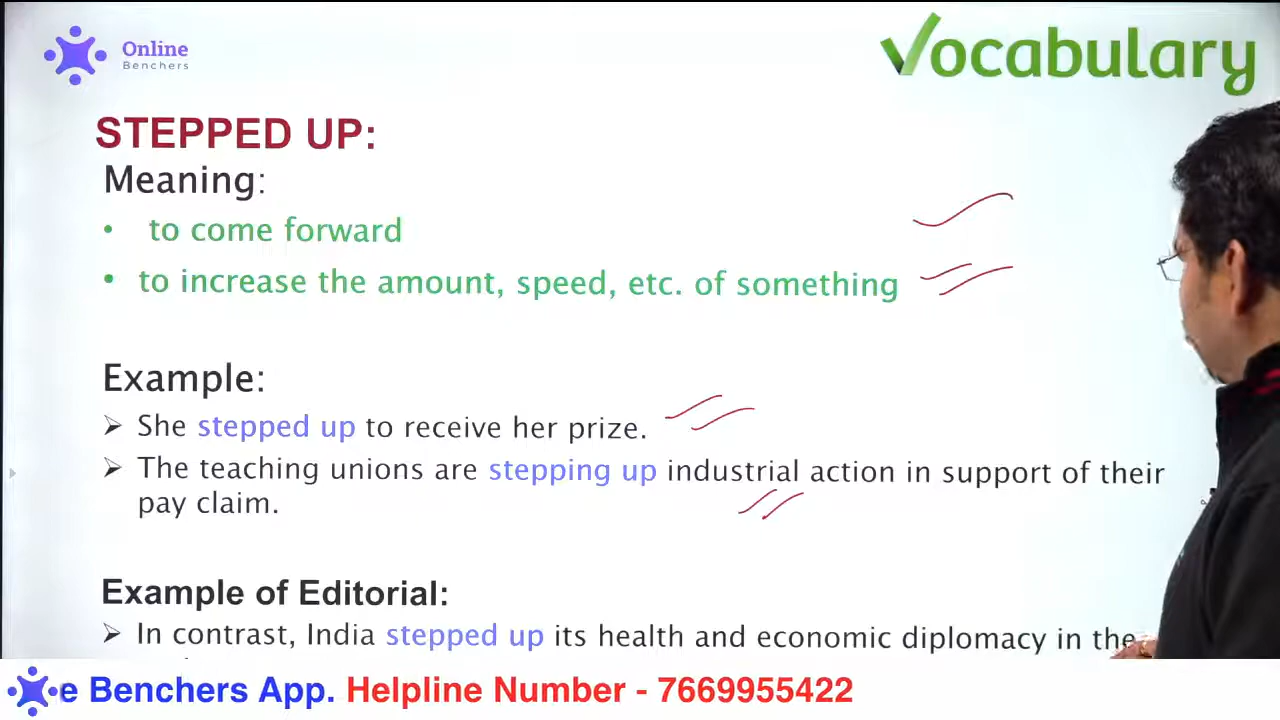 Online
Benchers
Vocabulary
STEPPED UP:
Meaning:
• to come forward
• to increase the amount, speed, etc. of something
Example:
➢ She stepped up to receive her prize.
➢ The teaching unions are stepping up industrial action in support of their
pay claim.
Example of Editorial:
➢ In contrast, India stepped up its health and economic diplomacy in the
e Benchers App. Helpline Number - 7669955422